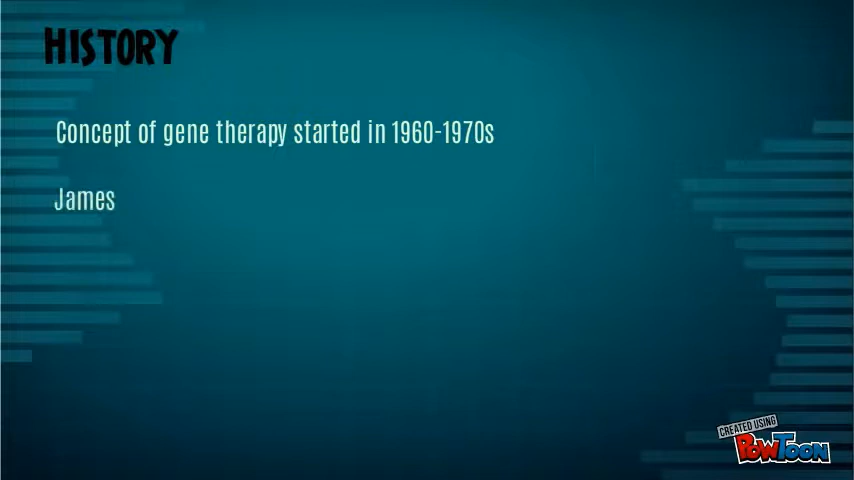 HISTORY
Concept of gene therapy started in 1960-1970s
James
CREATED USING
POWTOON